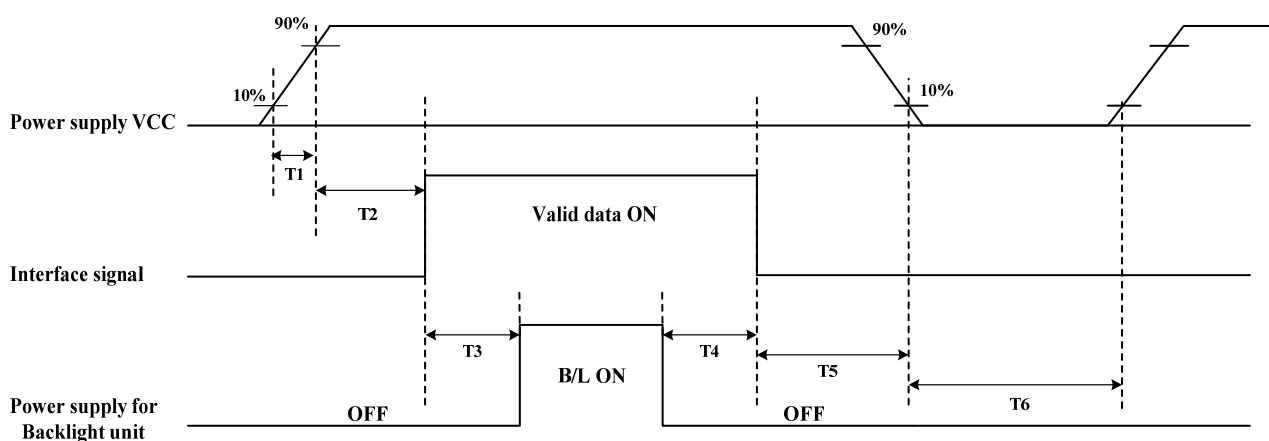 90%
90%
10%
10%
Power supply VCC
T1
T2
Valid data ON
Interface signal
T3
T4
T5
B/L ON
T6
Power supply for
Backlight unit
OFF
OFF